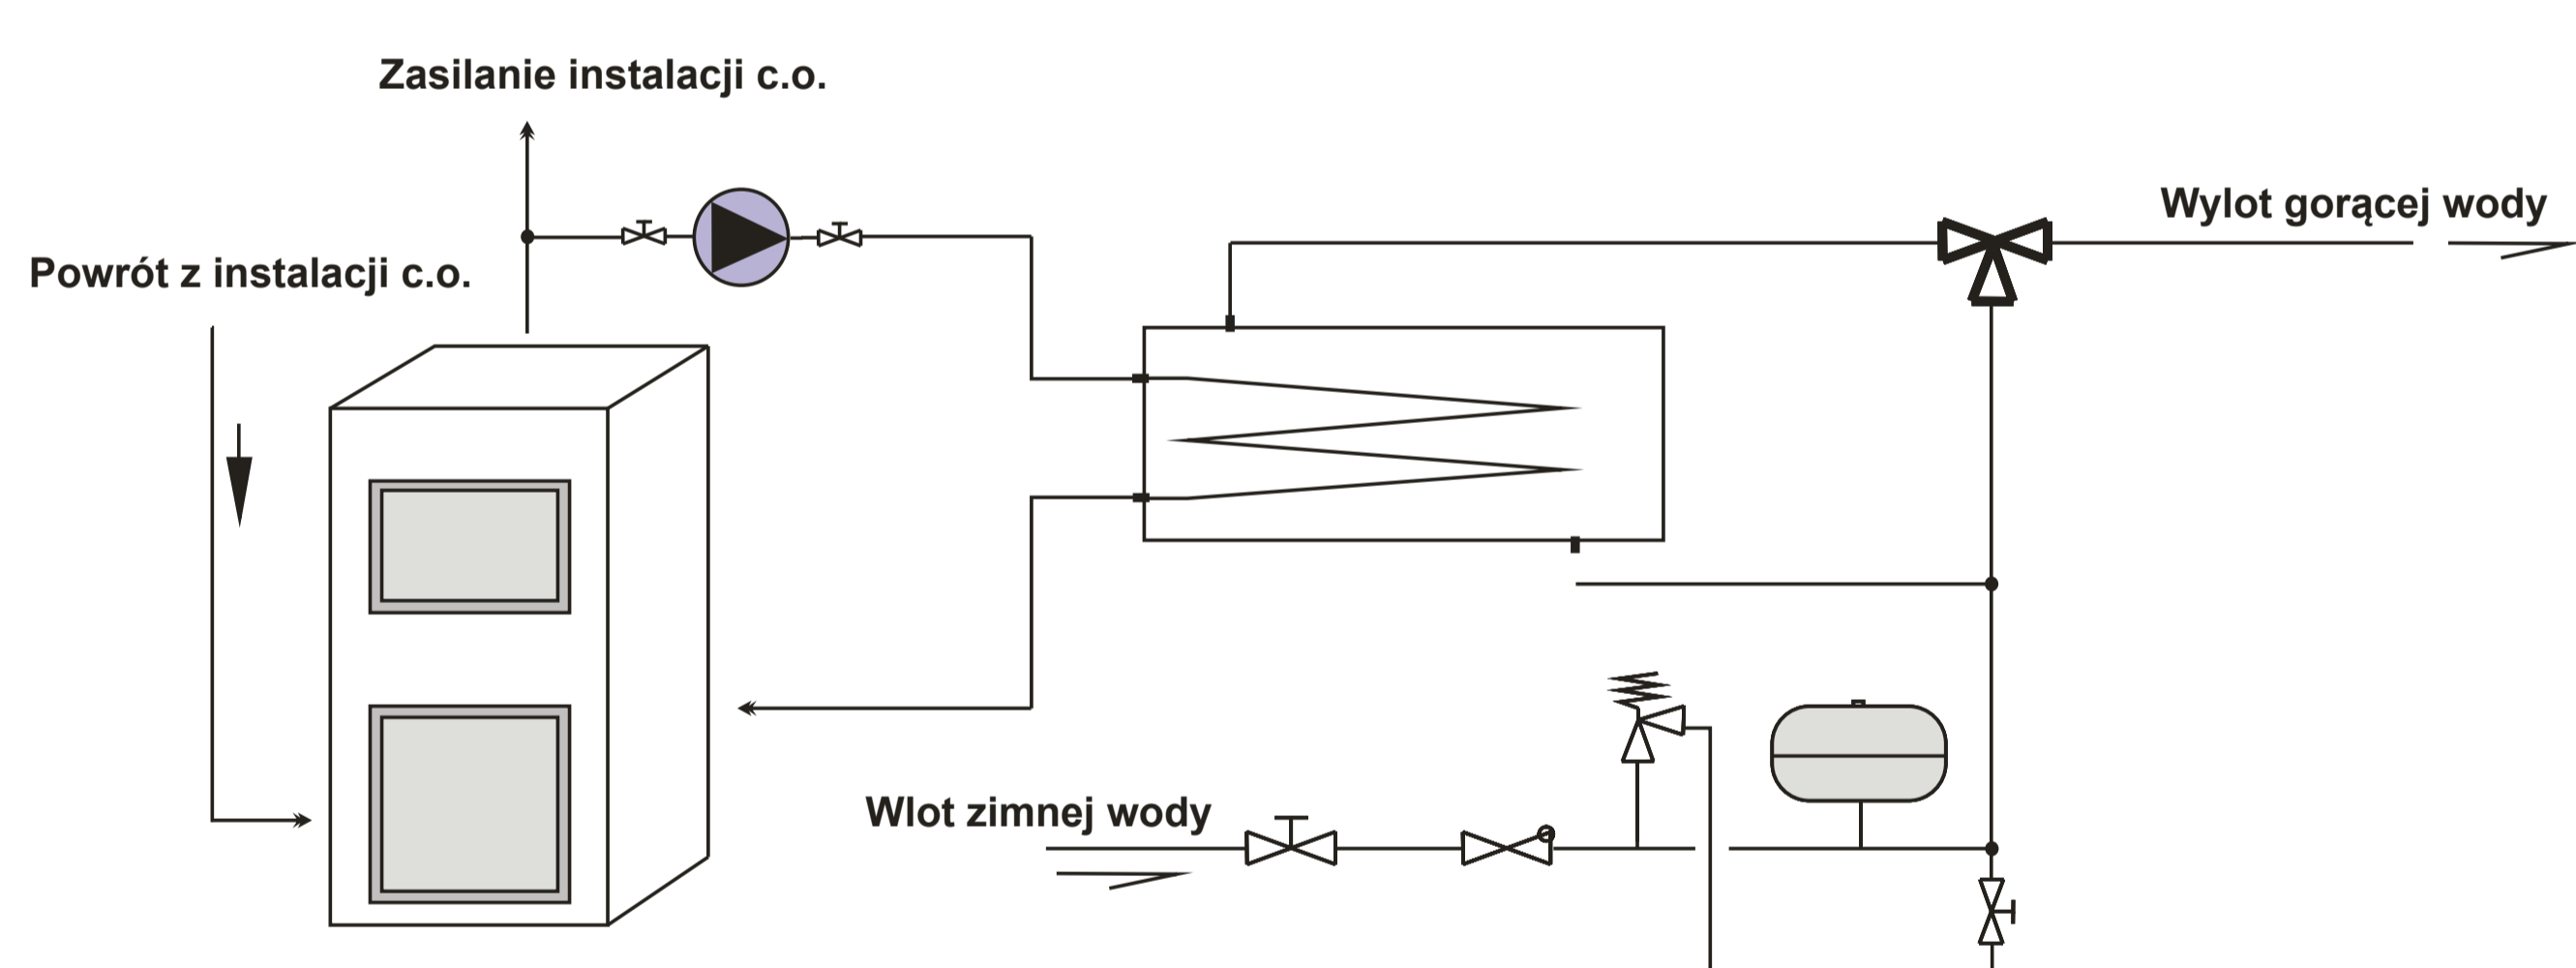 Zasilanie instalacji c.o.
Wylot gorącej wody
Powrót z instalacji c.o.
Wlot zimnej wody